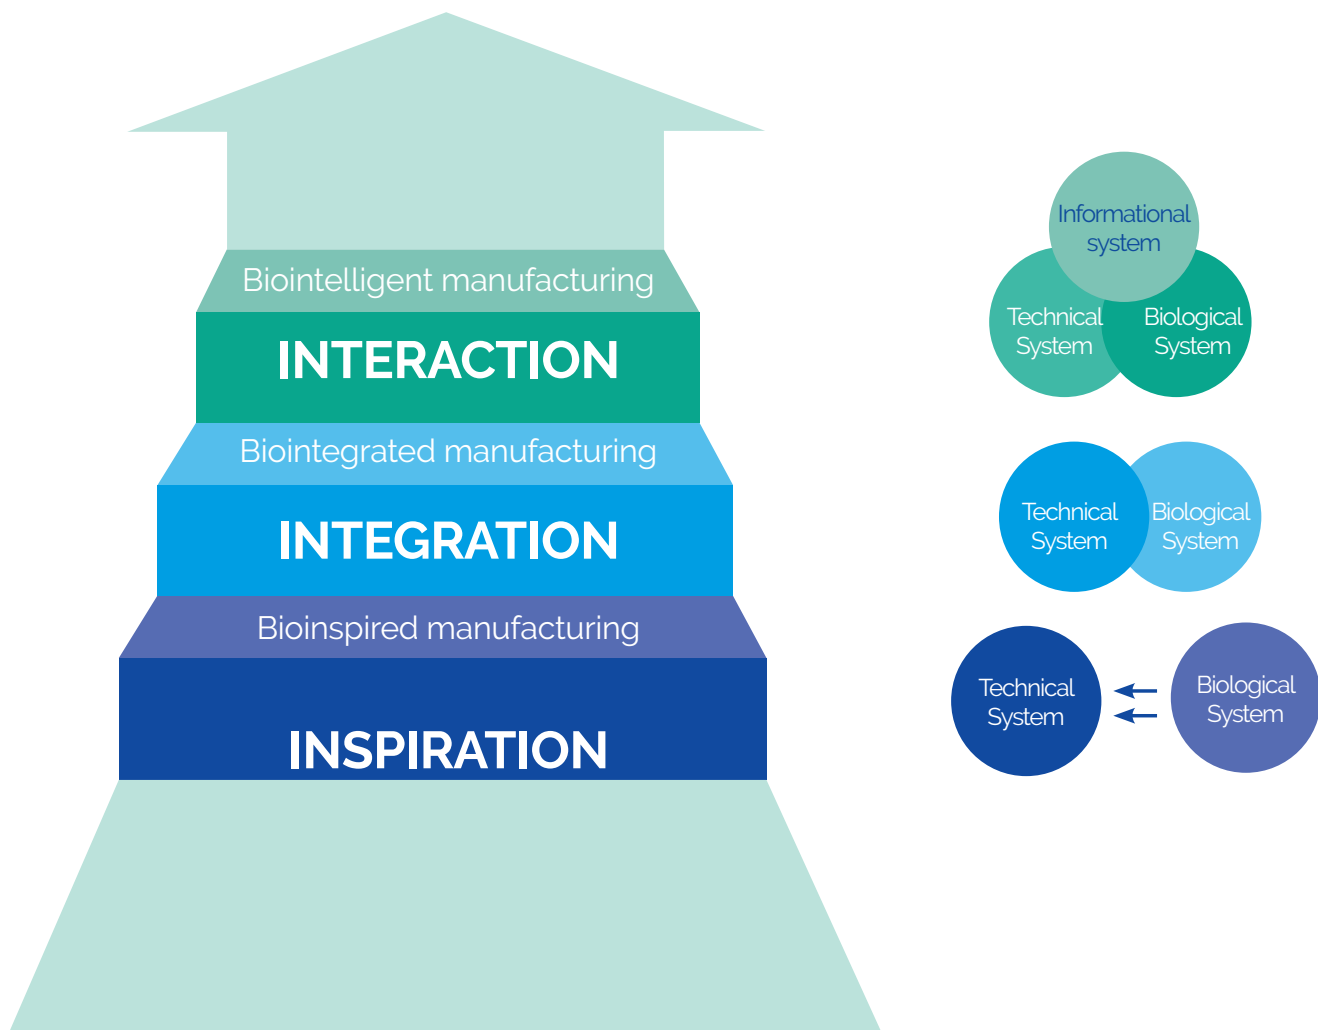 Biointelligent manufacturing
INTERACTION
Biointegrated manufacturing
INTEGRATION
Bioinspired manufacturing
INSPIRATION
Informational
system
Technical
System
Biological
System
Technical
System
Biological
System
Technical
System
Biological
System